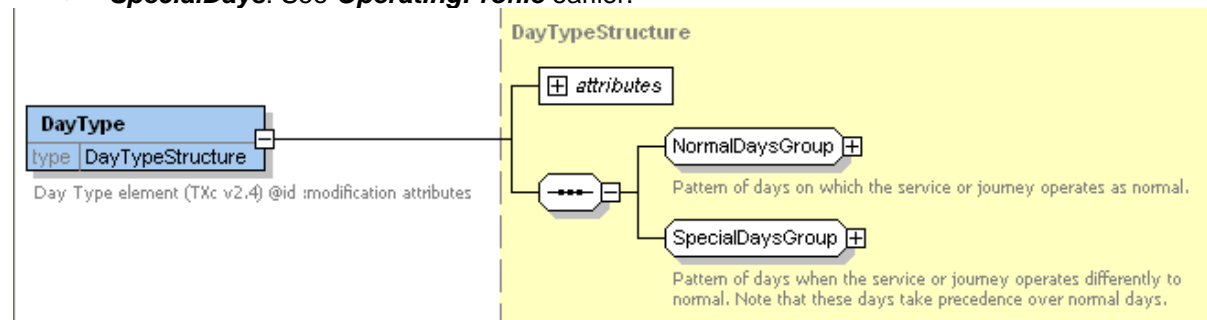 SpecialDays. See OperatingProfile earlier.
DayTypeStructure
attributes
DayType
type DayTypeStructure
Day Type element (TXc v2.4) @id :modification attributes
NormalDaysGroup
Pattern of days on which the service or journey operates as normal.
SpecialDaysGroup
Pattern of days when the service or journey operates differently to
normal. Note that these days take precedence over normal days.